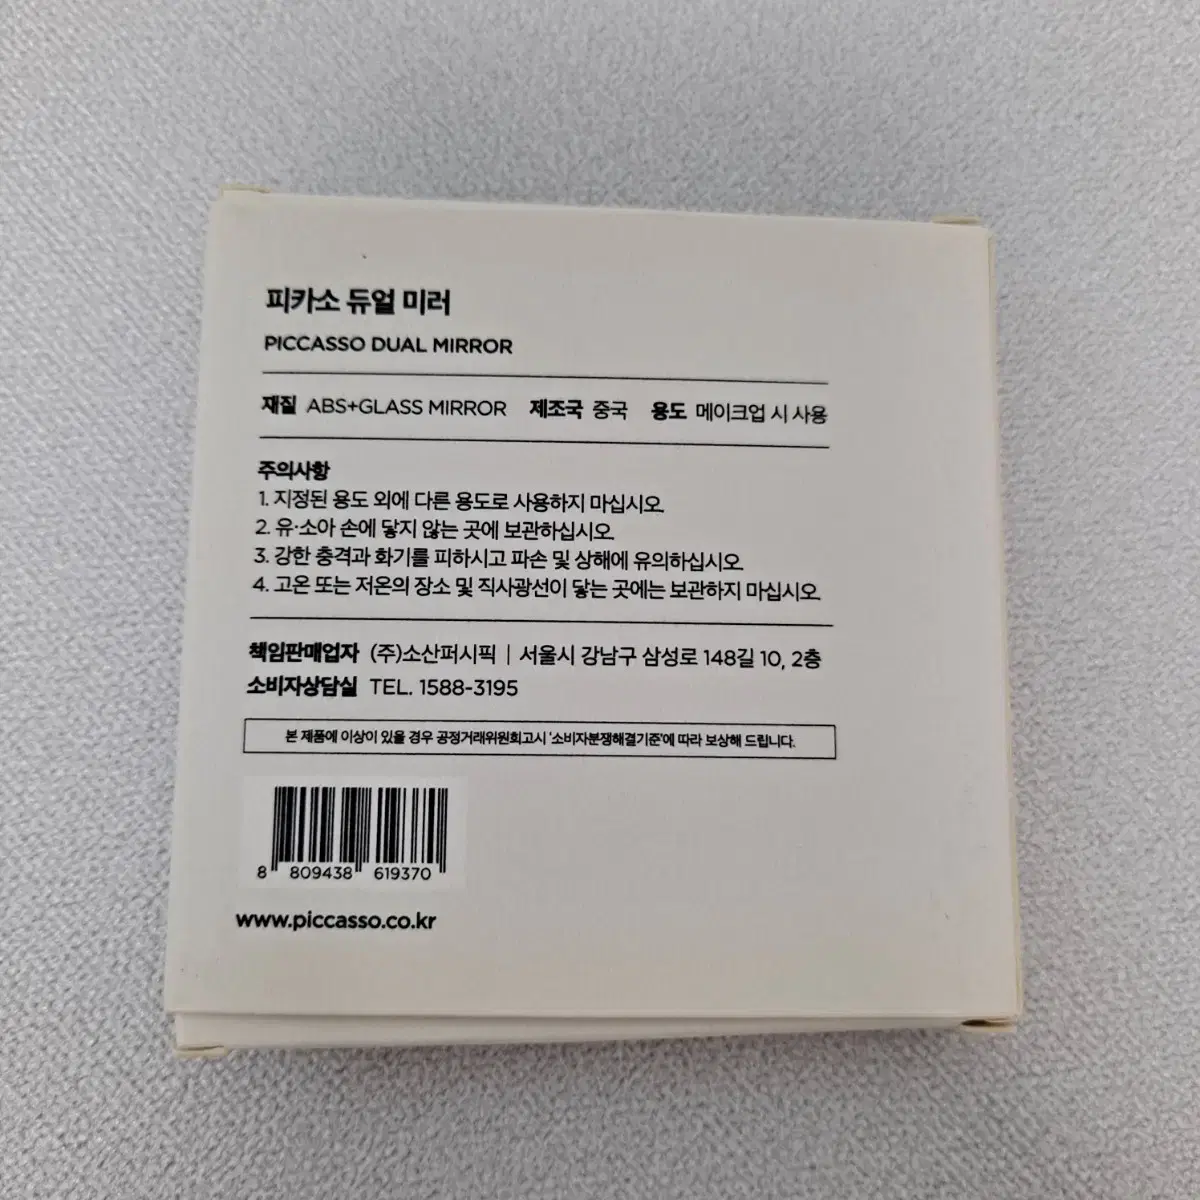 피카소 듀얼 미러
PICCASSO DUAL MIRROR
재질 ABS+GLASS MIRROR 제조국 중국 용도 메이크업 시 사용
주의사항
1. 지정된 용도 외에 다른 용도로 사용하지 마십시오.
2. 유·소아 손에 닿지 않는 곳에 보관하십시오.
3. 강한 충격과 화기를 피하시고 파손 및 상해에 유의하십시오.
4. 고온 또는 저온의 장소 및 직사광선이 닿는 곳에는 보관하지 마십시오.
책임판매업자 (주)소산퍼시픽 | 서울시 강남구 삼성로 148길 10, 2층
소비자상담실 TEL. 1588-3195
본 제품에 이상이 있을 경우 공정거래위원회고시 '소비자분쟁해결기준'에 따라 보상해 드립니다.
8 809438 619370
www.piccasso.co.kr